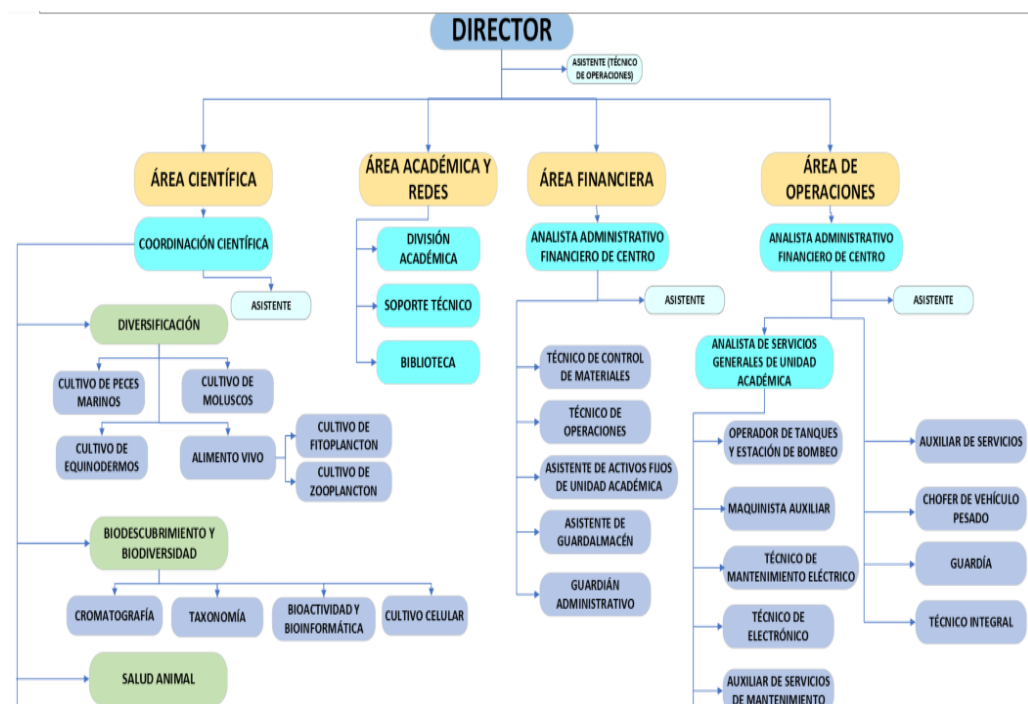 DIRECTOR
ASISTENTE (TÉCNICO
DE OPERACIONES)
ÁREA CIENTÍFICA
ÁREA ACADÉMICA Y
REDES
ÁREA FINANCIERA
ÁREA DE
OPERACIONES
COORDINACIÓN CIENTÍFICA
ASISTENTE
DIVERSIFICACIÓN
CULTIVO DE PECES
MARINOS
CULTIVO DE
MOLUSCOS
CULTIVO DE
EQUINODERMOS
ALIMENTO VIVO
CULTIVO DE
FITOPLANCTON
CULTIVO DE
ZOOPLANCTON
BIODESCUBRIMIENTO Y
BIODIVERSIDAD
CROMATOGRAFÍA
TAXONOMÍA
BIOACTIVIDAD Y
BIOINFORMÁTICA
CULTIVO CELULAR
SALUD ANIMAL
DIVISIÓN
ACADÉMICA
SOPORTE TÉCNICO
BIBLIOTECA
ANALISTA ADMINISTRATIVO
FINANCIERO DE CENTRO
ASISTENTE
TÉCNICO DE CONTROL
DE MATERIALES
TÉCNICO DE
OPERACIONES
ASISTENTE DE ACTIVOS FIJOS
DE UNIDAD ACADÉMICA
ASISTENTE DE
GUARDALMACÉN
GUARDIÁN
ADMINISTRATIVO
ANALISTA ADMINISTRATIVO
FINANCIERO DE CENTRO
ASISTENTE
ANALISTA DE SERVICIOS
GENERALES DE UNIDAD
ACADÉMICA
OPERADOR DE TANQUES
Y ESTACIÓN DE BOMBEO
MAQUINISTA AUXILIAR
TÉCNICO DE
MANTENIMIENTO ELÉCTRICO
TÉCNICO DE
ELECTRÓNICO
AUXILIAR DE SERVICIOS
DE MANTENIMIENTO
AUXILIAR DE SERVICIOS
CHOFER DE VEHÍCULO
PESADO
GUARDÍA
TÉCNICO INTEGRAL